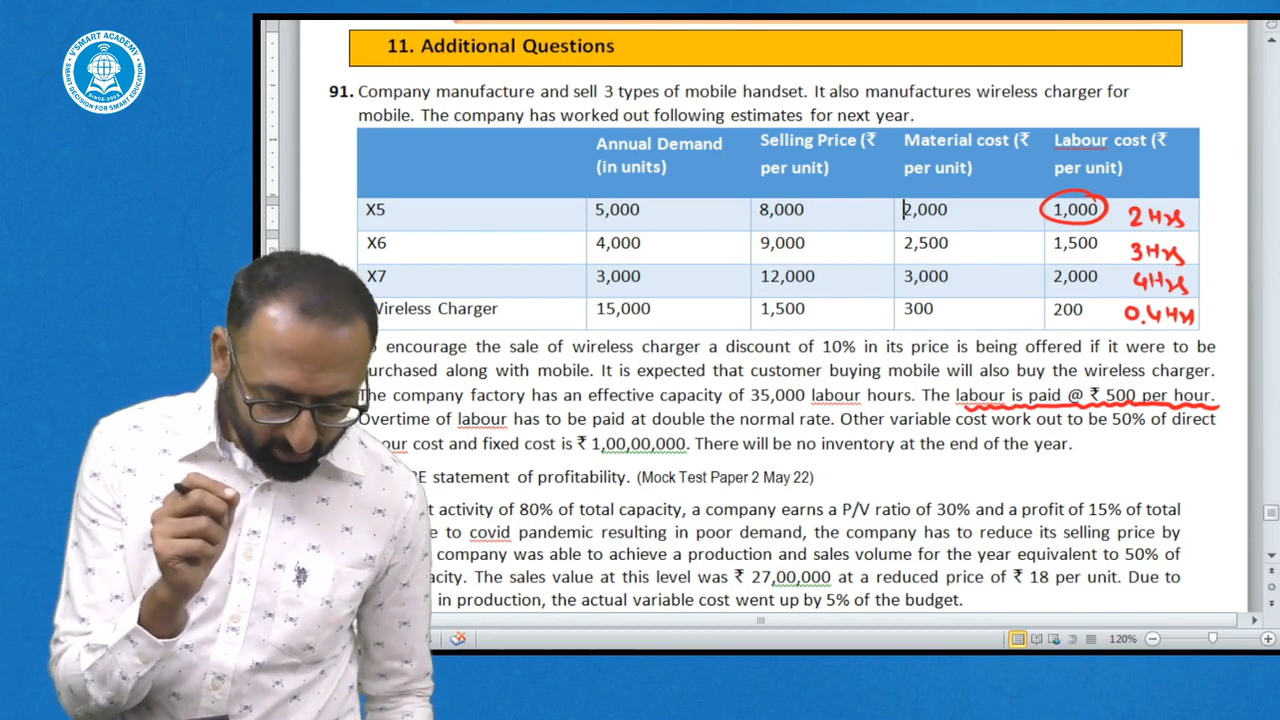 V'SMART ACADEMY
SMART DECISION FOR SMART EDUCATION
11. Additional Questions
91. Company manufacture and sell 3 types of mobile handset. It also manufactures wireless charger for
mobile. The company has worked out following estimates for next year.
Annual Demand (in units) Selling Price (₹ per unit) Material cost (₹ per unit) Labour cost (₹ per unit)
X5 5,000 8,000 2,000 1,000 2 Hrs
X6 4,000 9,000 2,500 1,500 3Hrs
X7 3,000 12,000 3,000 2,000 4Hrs
Wireless Charger 15,000 1,500 300 200 0.4Hrs
encourage the sale of wireless charger a discount of 10% in its price is being offered if it were to be
urchased along with mobile. It is expected that customer buying mobile will also buy the wireless charger.
The company factory has an effective capacity of 35,000 labour hours. The labour is paid @ ₹ 500 per hour.
Overtime of labour has to be paid at double the normal rate. Other variable cost work out to be 50% of direct
our cost and fixed cost is ₹ 1,00,00,000. There will be no inventory at the end of the year.
E statement of profitability. (Mock Test Paper 2 May 22)
t activity of 80% of total capacity, a company earns a P/V ratio of 30% and a profit of 15% of total
e to covid pandemic resulting in poor demand, the company has to reduce its selling price by
company was able to achieve a production and sales volume for the year equivalent to 50% of
acity. The sales value at this level was ₹ 27,00,000 at a reduced price of ₹ 18 per unit. Due to
in production, the actual variable cost went up by 5% of the budget.
120%